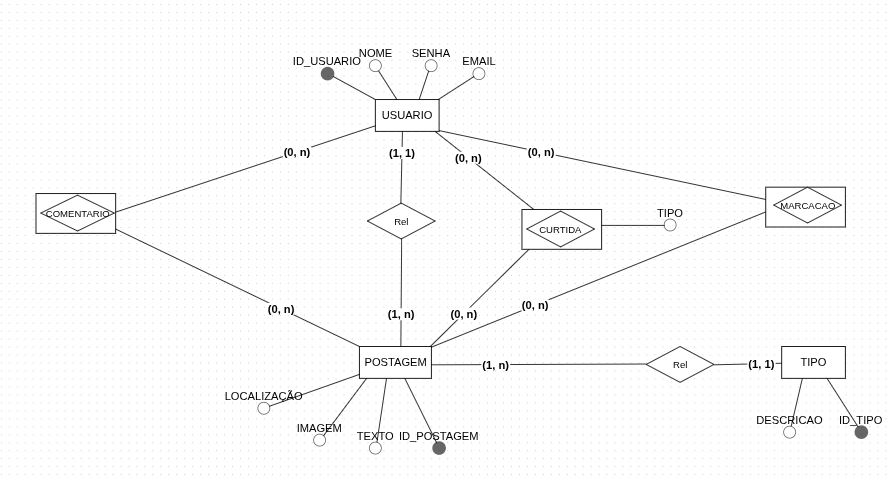 NOME
SENHA
ID_USUARIO
EMAIL
USUARIO
(0, n)
(1, 1)
(0, n)
(0, n)
COMENTARIO
Rel
CURTIDA
TIPO
MARCACAO
(0, n)
(1, n)
(0, n)
(0, n)
POSTAGEM
(1, n)
Rel
(1, 1)
TIPO
LOCALIZAÇÃO
IMAGEM
TEXTO
ID_POSTAGEM
DESCRICAO
ID_TIPO